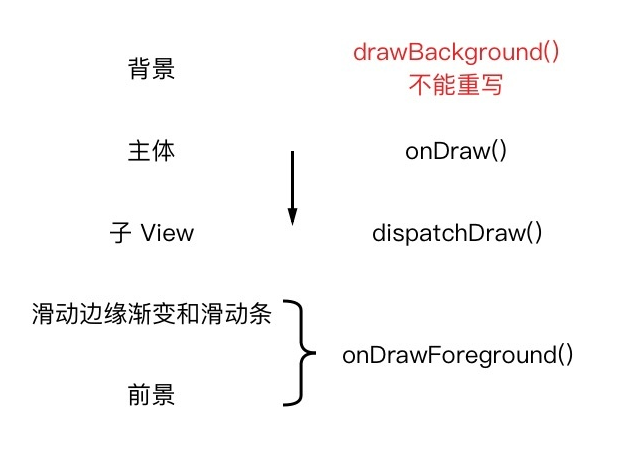 背景
drawBackground()
不能重写
主体
onDraw()
子 View
dispatchDraw()
滑动边缘渐变和滑动条
onDrawForeground()
前景